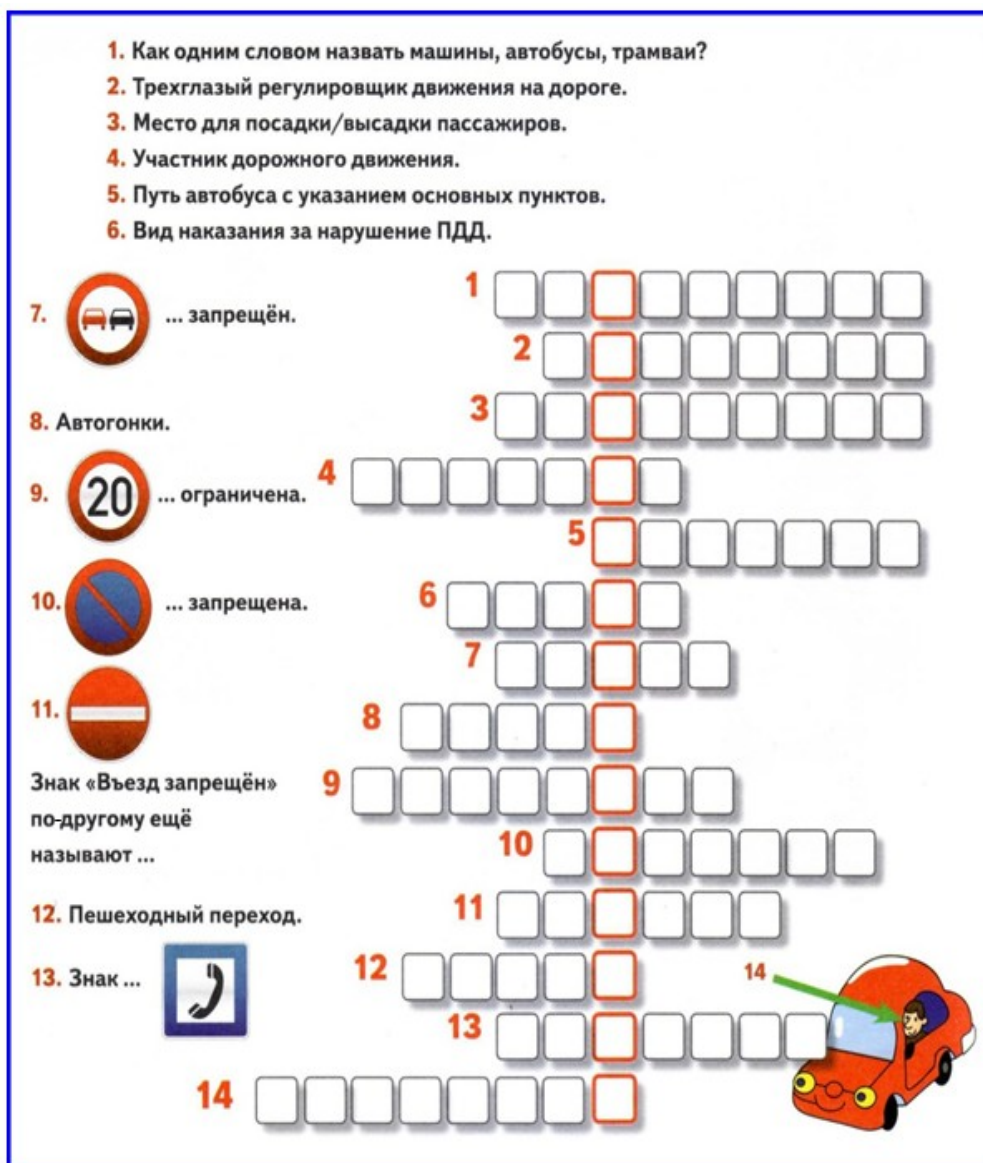 1. Как одним словом назвать машины, автобусы, трамваи?
2. Трехглазый регулировщик движения на дороге.
3. Место для посадки/высадки пассажиров.
4. Участник дорожного движения.
5. Путь автобуса с указанием основных пунктов.
6. Вид наказания за нарушение ПДД.
7. ... запрещён.
8. Автогонки.
9. 20 ... ограничена.
10. ... запрещена.
11.
Знак «Въезд запрещён»
по-другому ещё
называют ...
12. Пешеходный переход.
13. Знак ...
1
2
3
4
5
6
7
8
9
10
11
12
13
14
14